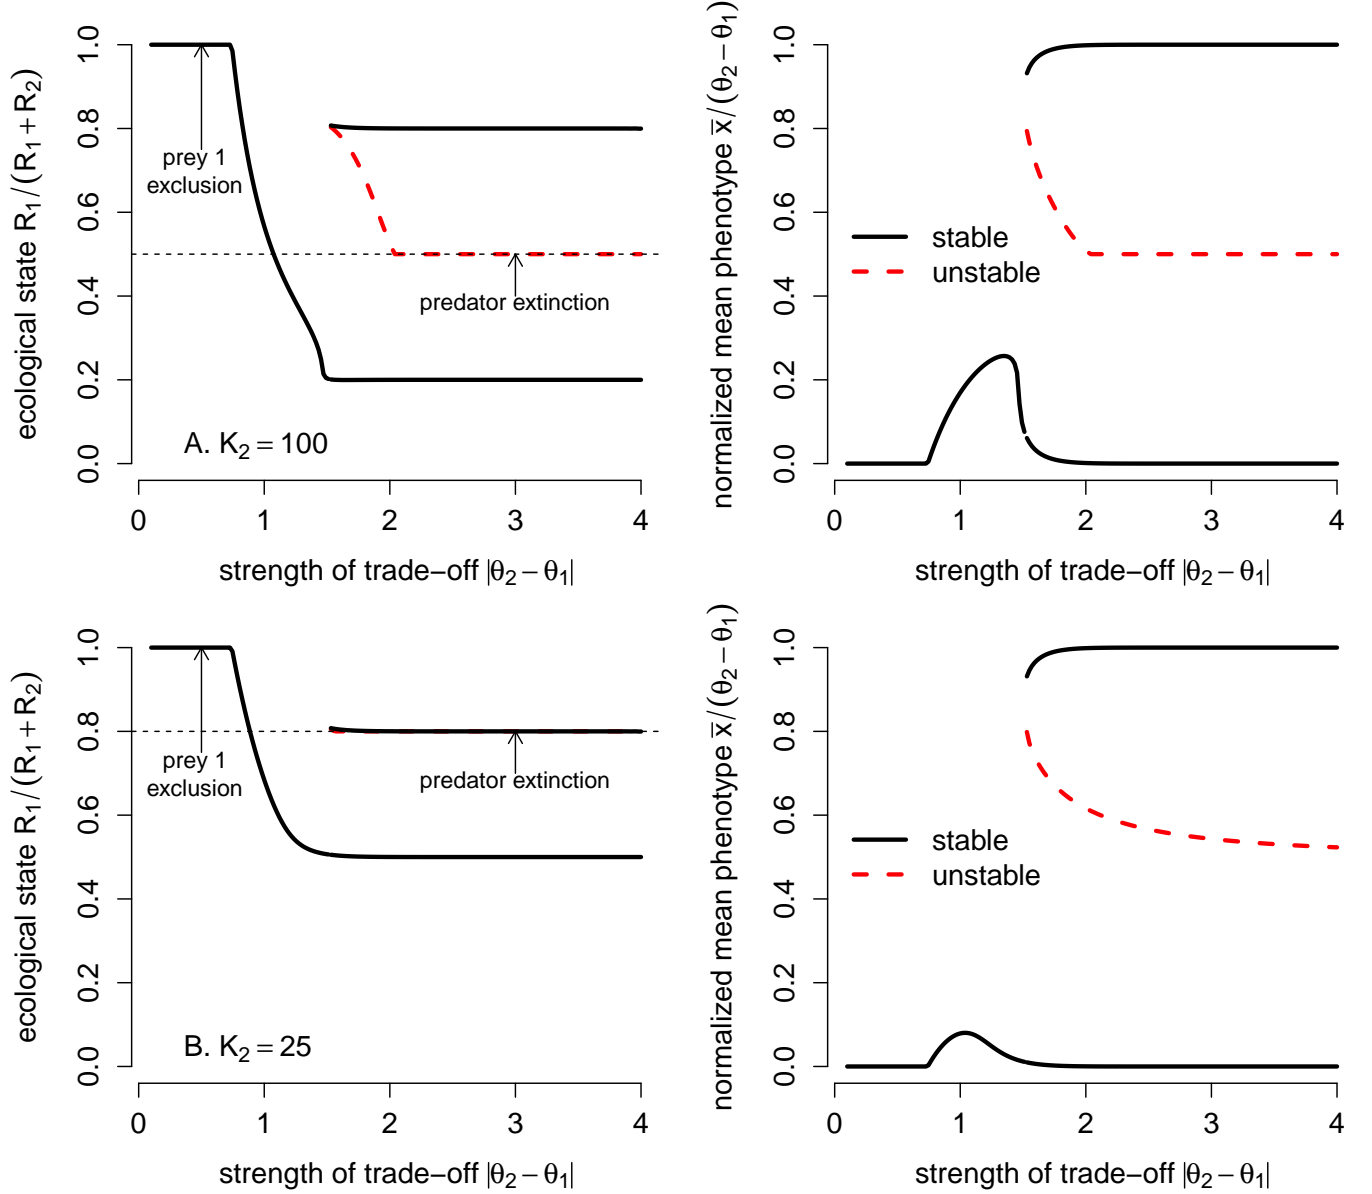 ecological state R₁/(R₁+R₂)
1.0
0.8
0.6
0.4
0.2
0.0
prey 1
exclusion
predator extinction
A. K₂ = 100
0 1 2 3 4
strength of trade−off |θ₂−θ₁|
normalized mean phenotype x̅/(θ₂−θ₁)
1.0
0.8
0.6
0.4
0.2
0.0
stable
unstable
0 1 2 3 4
strength of trade−off |θ₂−θ₁|
ecological state R₁/(R₁+R₂)
1.0
0.8
0.6
0.4
0.2
0.0
prey 1
exclusion
predator extinction
B. K₂ = 25
0 1 2 3 4
strength of trade−off |θ₂−θ₁|
normalized mean phenotype x̅/(θ₂−θ₁)
1.0
0.8
0.6
0.4
0.2
0.0
stable
unstable
0 1 2 3 4
strength of trade−off |θ₂−θ₁|